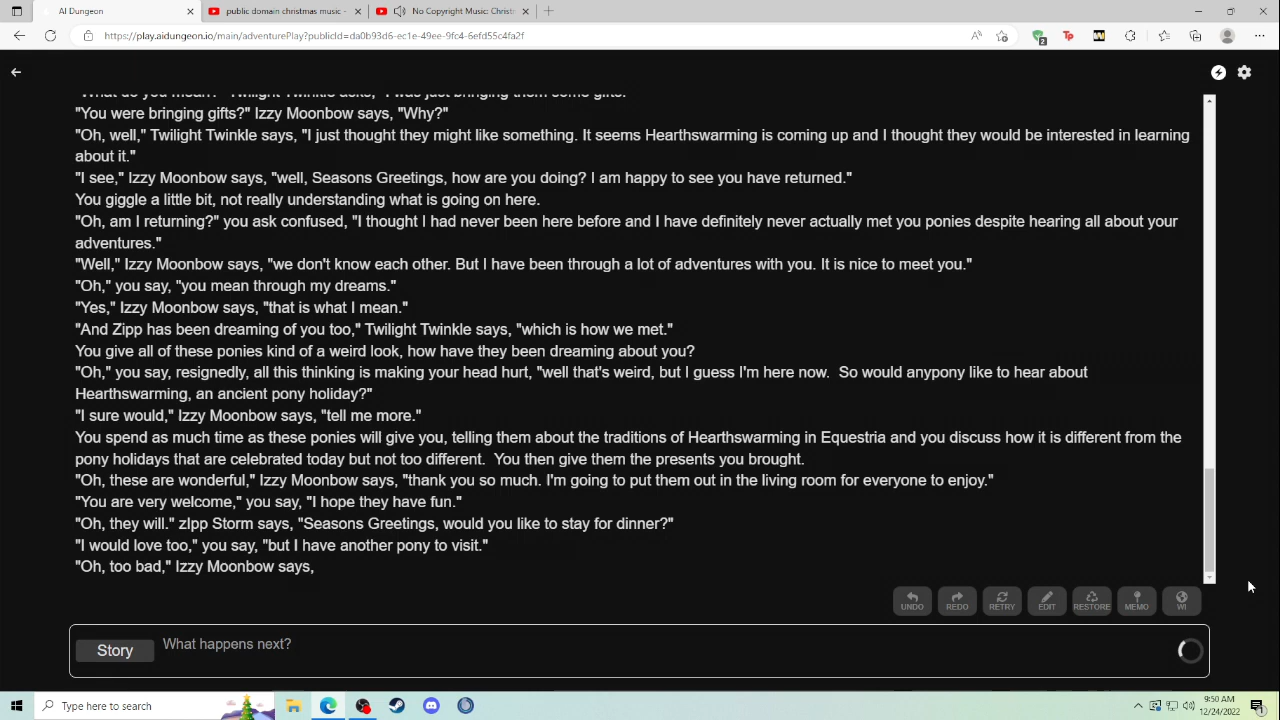 AI Dungeon
public domain christmas music -
No Copyright Music: Christ
https://play.aidungeon.io/main/adventurePlay?publicId=da0b93d6-ec1e-49ee-9fc4-6efd55c4fa2f
"You were bringing gifts?" Izzy Moonbow says, "Why?"
"Oh, well," Twilight Twinkle says, "I just thought they might like something. It seems Hearthswarming is coming up and I thought they would be interested in learning
about it."
"I see," Izzy Moonbow says, "well, Seasons Greetings, how are you doing? I am happy to see you have returned."
You giggle a little bit, not really understanding what is going on here.
"Oh, am I returning?" you ask confused, "I thought I had never been here before and I have definitely never actually met you ponies despite hearing all about your
adventures."
"Well," Izzy Moonbow says, "we don't know each other. But I have been through a lot of adventures with you. It is nice to meet you."
"Oh," you say, "you mean through my dreams."
"Yes," Izzy Moonbow says, "that is what I mean."
"And Zipp has been dreaming of you too," Twilight Twinkle says, "which is how we met."
You give all of these ponies kind of a weird look, how have they been dreaming about you?
"Oh," you say, resignedly, all this thinking is making your head hurt, "well that's weird, but I guess I'm here now.  So would anypony like to hear about
Hearthswarming, an ancient pony holiday?"
"I sure would," Izzy Moonbow says, "tell me more."
You spend as much time as these ponies will give you, telling them about the traditions of Hearthswarming in Equestria and you discuss how it is different from the
pony holidays that are celebrated today but not too different.  You then give them the presents you brought.
"Oh, these are wonderful," Izzy Moonbow says, "thank you so much. I'm going to put them out in the living room for everyone to enjoy."
"You are very welcome," you say, "I hope they have fun."
"Oh, they will." zIpp Storm says, "Seasons Greetings, would you like to stay for dinner?"
"I would love too," you say, "but I have another pony to visit."
"Oh, too bad," Izzy Moonbow says,
UNDO REDO RETRY EDIT RESTORE MEMO WI
Story What happens next?
Type here to search
9:50 AM
12/24/2022